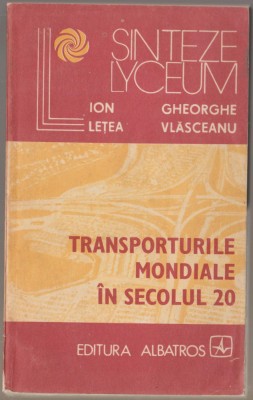 SINTEZE
LYCEUM
ION GHEORGHE
LEȚEA VLĂSCEANU
TRANSPORTURILE
MONDIALE
ÎN SECOLUL 20
EDITURA ALBATROS